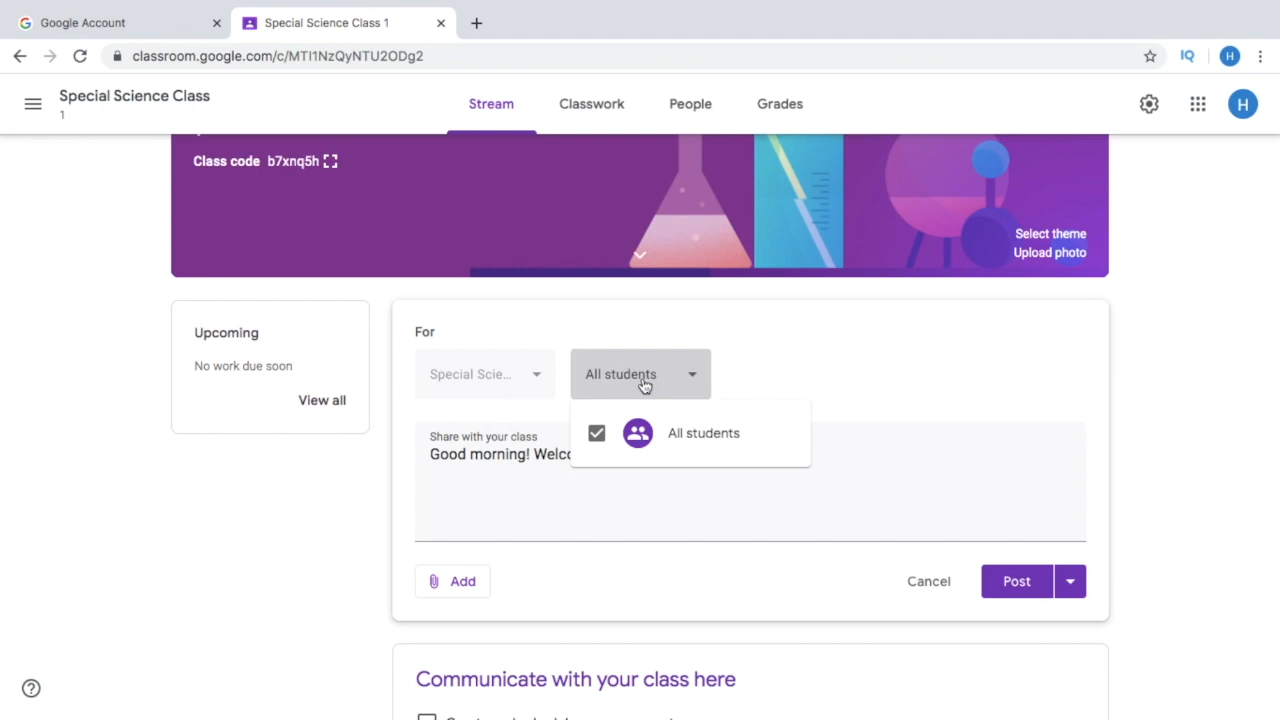 Google Account
Special Science Class 1
classroom.google.com/c/MTI1NzQyNTU2ODg2
IQ
H
Special Science Class
1
Stream
Classwork
People
Grades
H
Class code b7xnq5h
Select theme
Upload photo
Upcoming
No work due soon
View all
For
Special Scie...
All students
All students
Share with your class
Good morning!
Add
Cancel
Post
Communicate with your class here